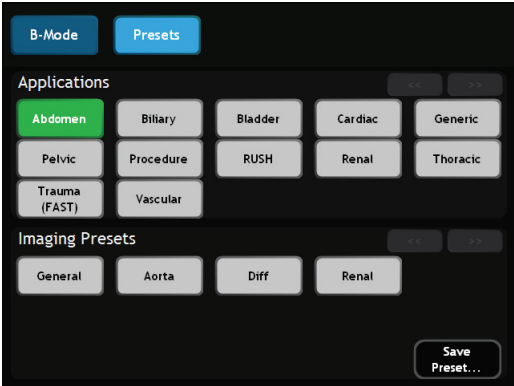 B-Mode Presets
Applications << >>
Abdomen Biliary Bladder Cardiac Generic
Pelvic Procedure RUSH Renal Thoracic
Trauma
(FAST) Vascular
Imaging Presets << >>
General Aorta Diff Renal
Save
Preset...